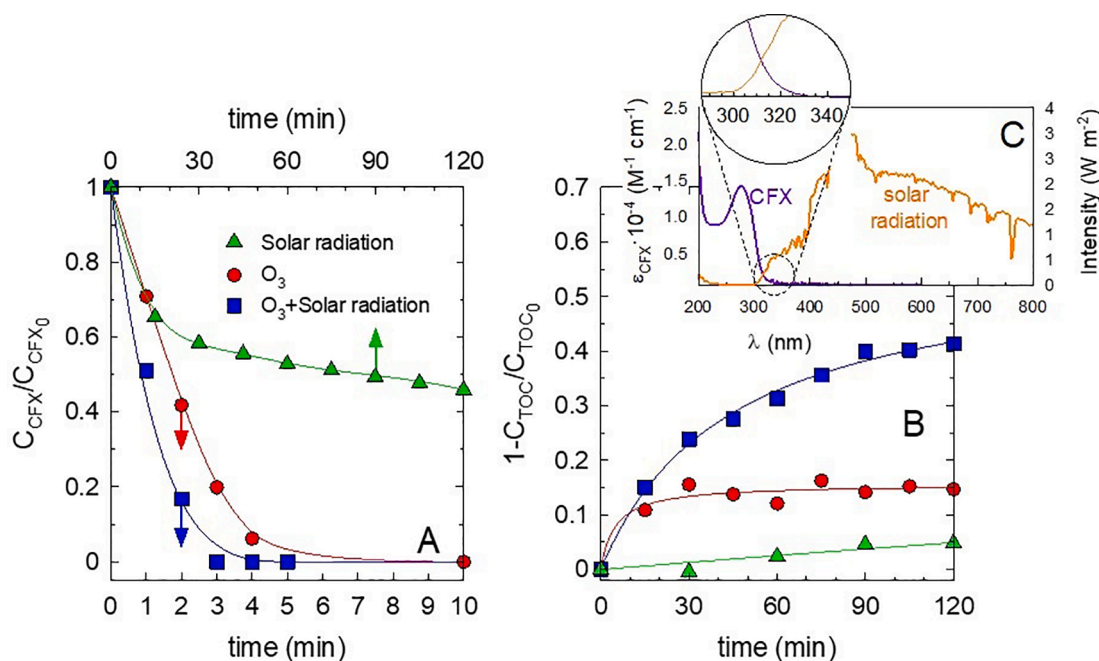 time (min)
0 30 60 90 120
1
0.8
0.6
0.4
0.2
0
C_CFX/C_CFX₀
Solar radiation
O₃
O₃+Solar radiation
A
0 1 2 3 4 5 6 7 8 9 10
time (min)
300 320 340
2.5
2.0
1.5
1.0
0.5
ε_CFX·10⁻⁴ (M⁻¹ cm⁻¹)
CFX
solar
radiation
C
4
3
2
2
1
1
0
Intensity (W m⁻²)
200 300 400 500 600 700 800
λ (nm)
0.7
0.6
0.5
0.4
0.3
0.2
0.1
0
1-C_TOC/C_TOC₀
B
0 30 60 90 120
time (min)